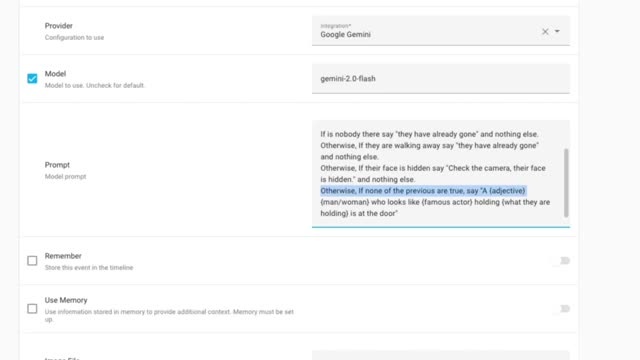 Provider
Configuration to use
Integration*
Google Gemini
Model
Model to use. Uncheck for default.
gemini-2.0-flash
Prompt
Model prompt
If is nobody there say "they have already gone" and nothing else.
Otherwise, If they are walking away say "they have already gone"
and nothing else.
Otherwise, If their face is hidden say "Check the camera, their face
is hidden." and nothing else.
Otherwise, If none of the previous are true, say "A {adjective}
{man/woman} who looks like {famous actor} holding {what they are
holding} is at the door"
Remember
Store this event in the timeline
Use Memory
Use information stored in memory to provide additional context. Memory must be set
up.
Image File